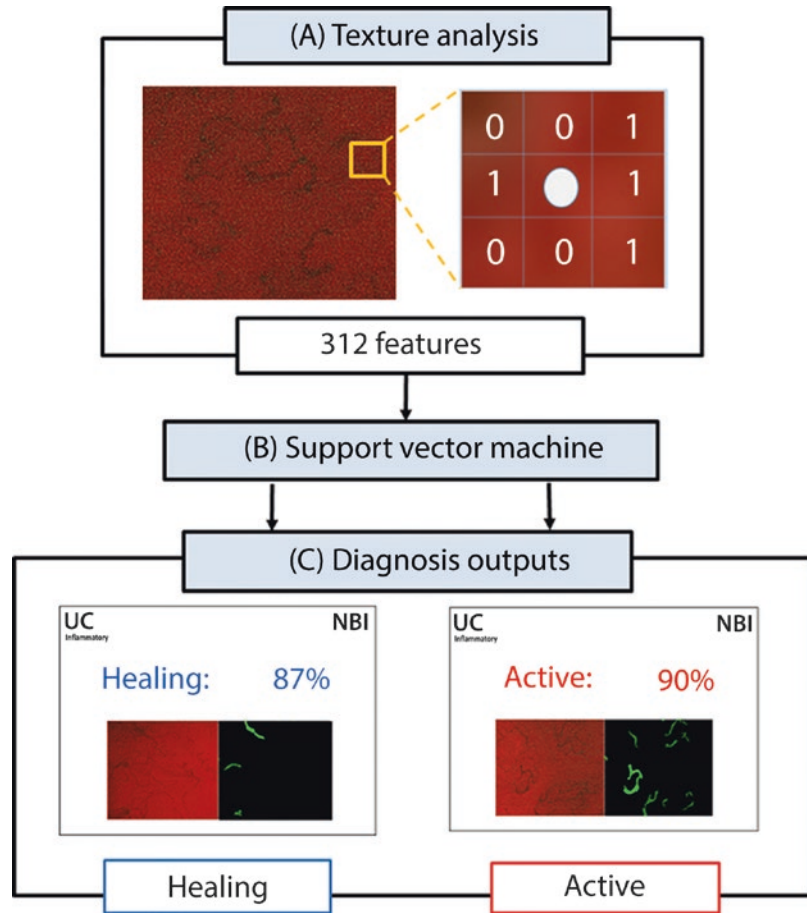 (A) Texture analysis
0 0 1
1 1
0 0 1
312 features
(B) Support vector machine
(C) Diagnosis outputs
UC NBI
Inflammatory
Healing: 87%
UC NBI
Inflammatory
Active: 90%
Healing
Active